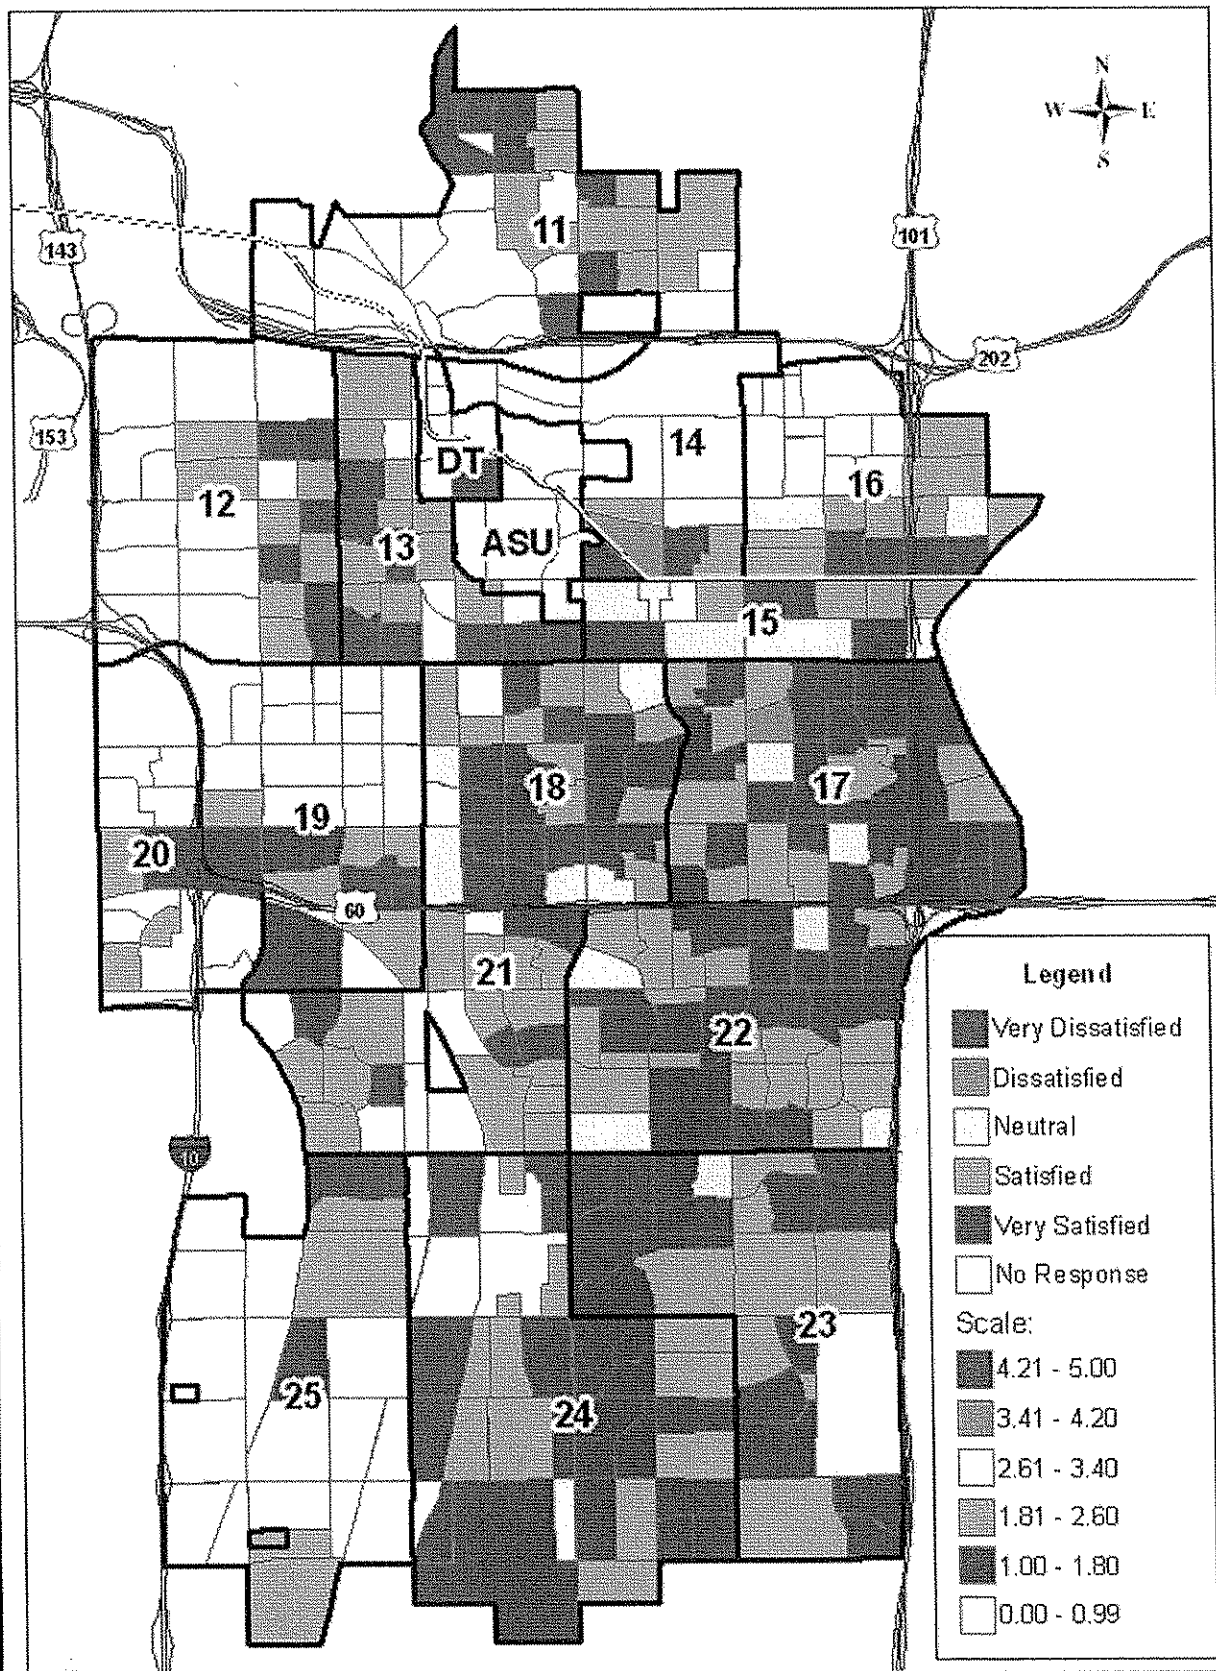 N
W E
S
143
11
101
202
153
DT
14
12
16
13
ASU
15
18
17
19
20
60
21
22
10
23
25
24
Legend
Very Dissatisfied
Dissatisfied
Neutral
Satisfied
Very Satisfied
No Response
Scale:
4.21 - 5.00
3.41 - 4.20
2.61 - 3.40
1.81 - 2.60
1.00 - 1.80
0.00 - 0.99